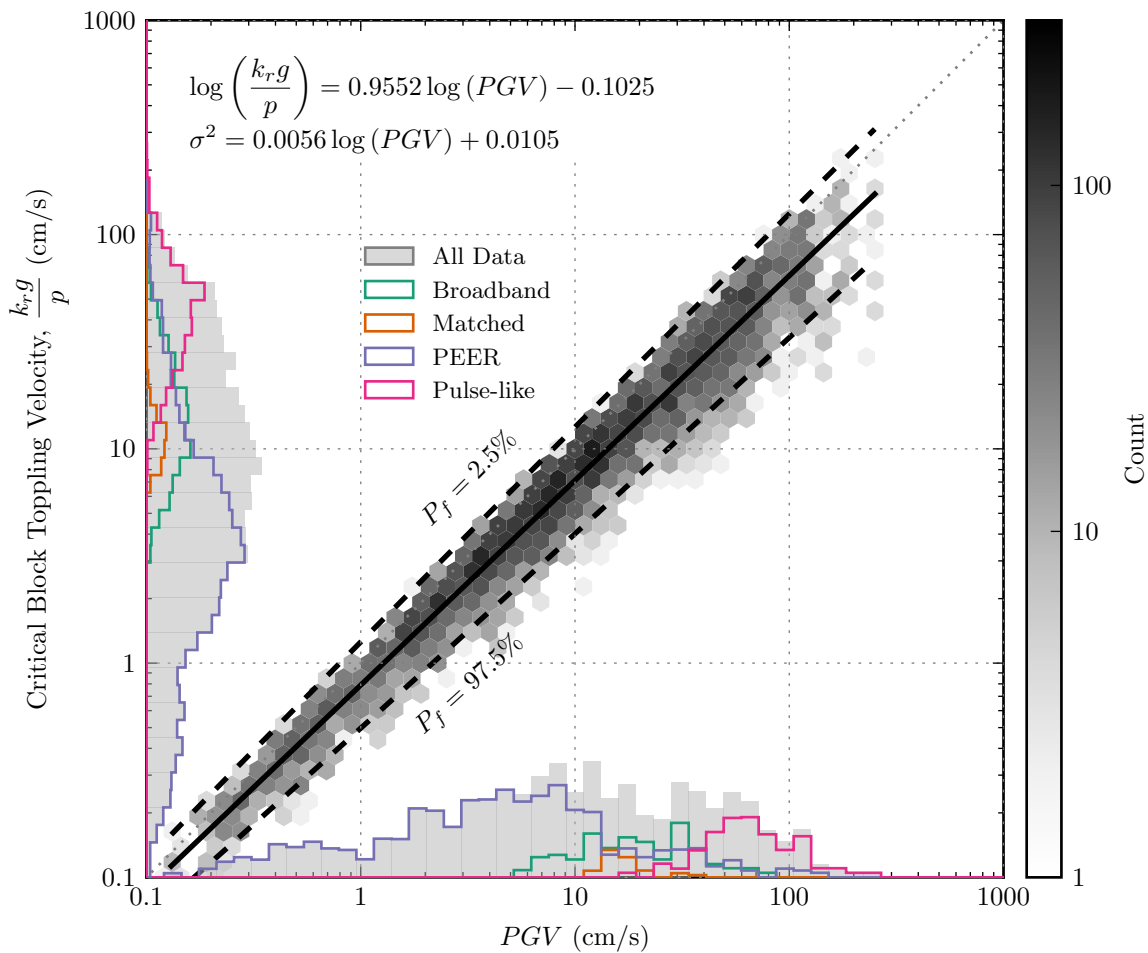 1000
100
10
1
0.1
Critical Block Toppling Velocity, k_r g / p (cm/s)
log (k_r g / p) = 0.9552 log (PGV) − 0.1025
σ² = 0.0056 log (PGV) + 0.0105
All Data
Broadband
Matched
PEER
Pulse-like
P_f = 2.5%
P_f = 97.5%
0.1
1
10
100
1000
PGV (cm/s)
100
10
1
Count